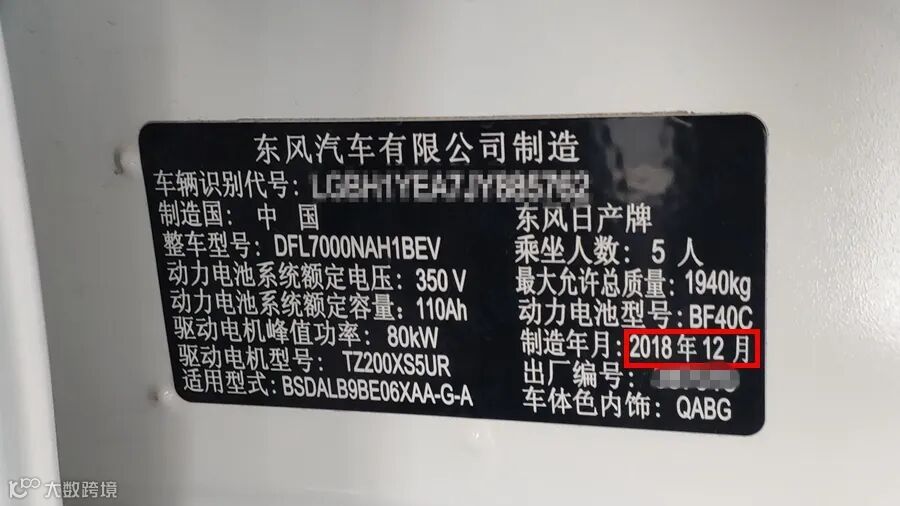 东风汽车有限公司制造
车辆识别代号:
制造国: 中 国
东风日产牌
整车型号: DFL7000NAH1BEV
乘坐人数: 5 人
动力电池系统额定电压: 350 V
最大允许总质量: 1940kg
动力电池系统额定容量: 110Ah
动力电池型号: BF40C
驱动电机峰值功率: 80kW
制造年月: 2018 年 12 月
驱动电机型号: TZ200XS5UR
出厂编号:
适用型式: BSDALB9BE06XAA-G-A
车体色内饰: QABG
大数跨境